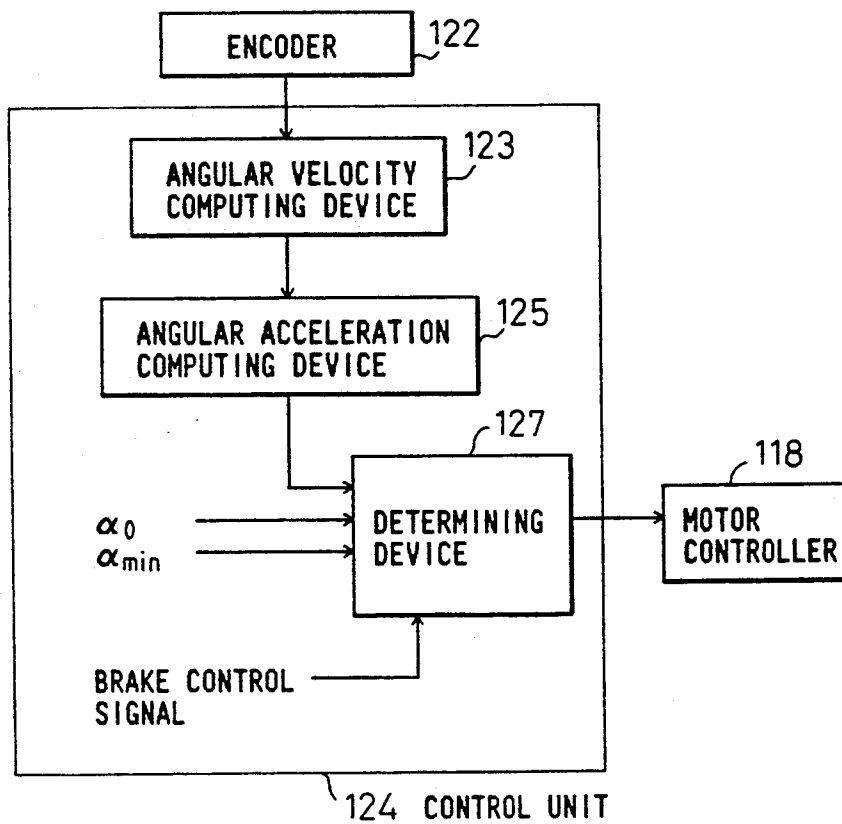 ENCODER
122
123
ANGULAR VELOCITY
COMPUTING DEVICE
125
ANGULAR ACCELERATION
COMPUTING DEVICE
127
118
α0
αmin
DETERMINING
DEVICE
MOTOR
CONTROLLER
BRAKE CONTROL
SIGNAL
124 CONTROL UNIT